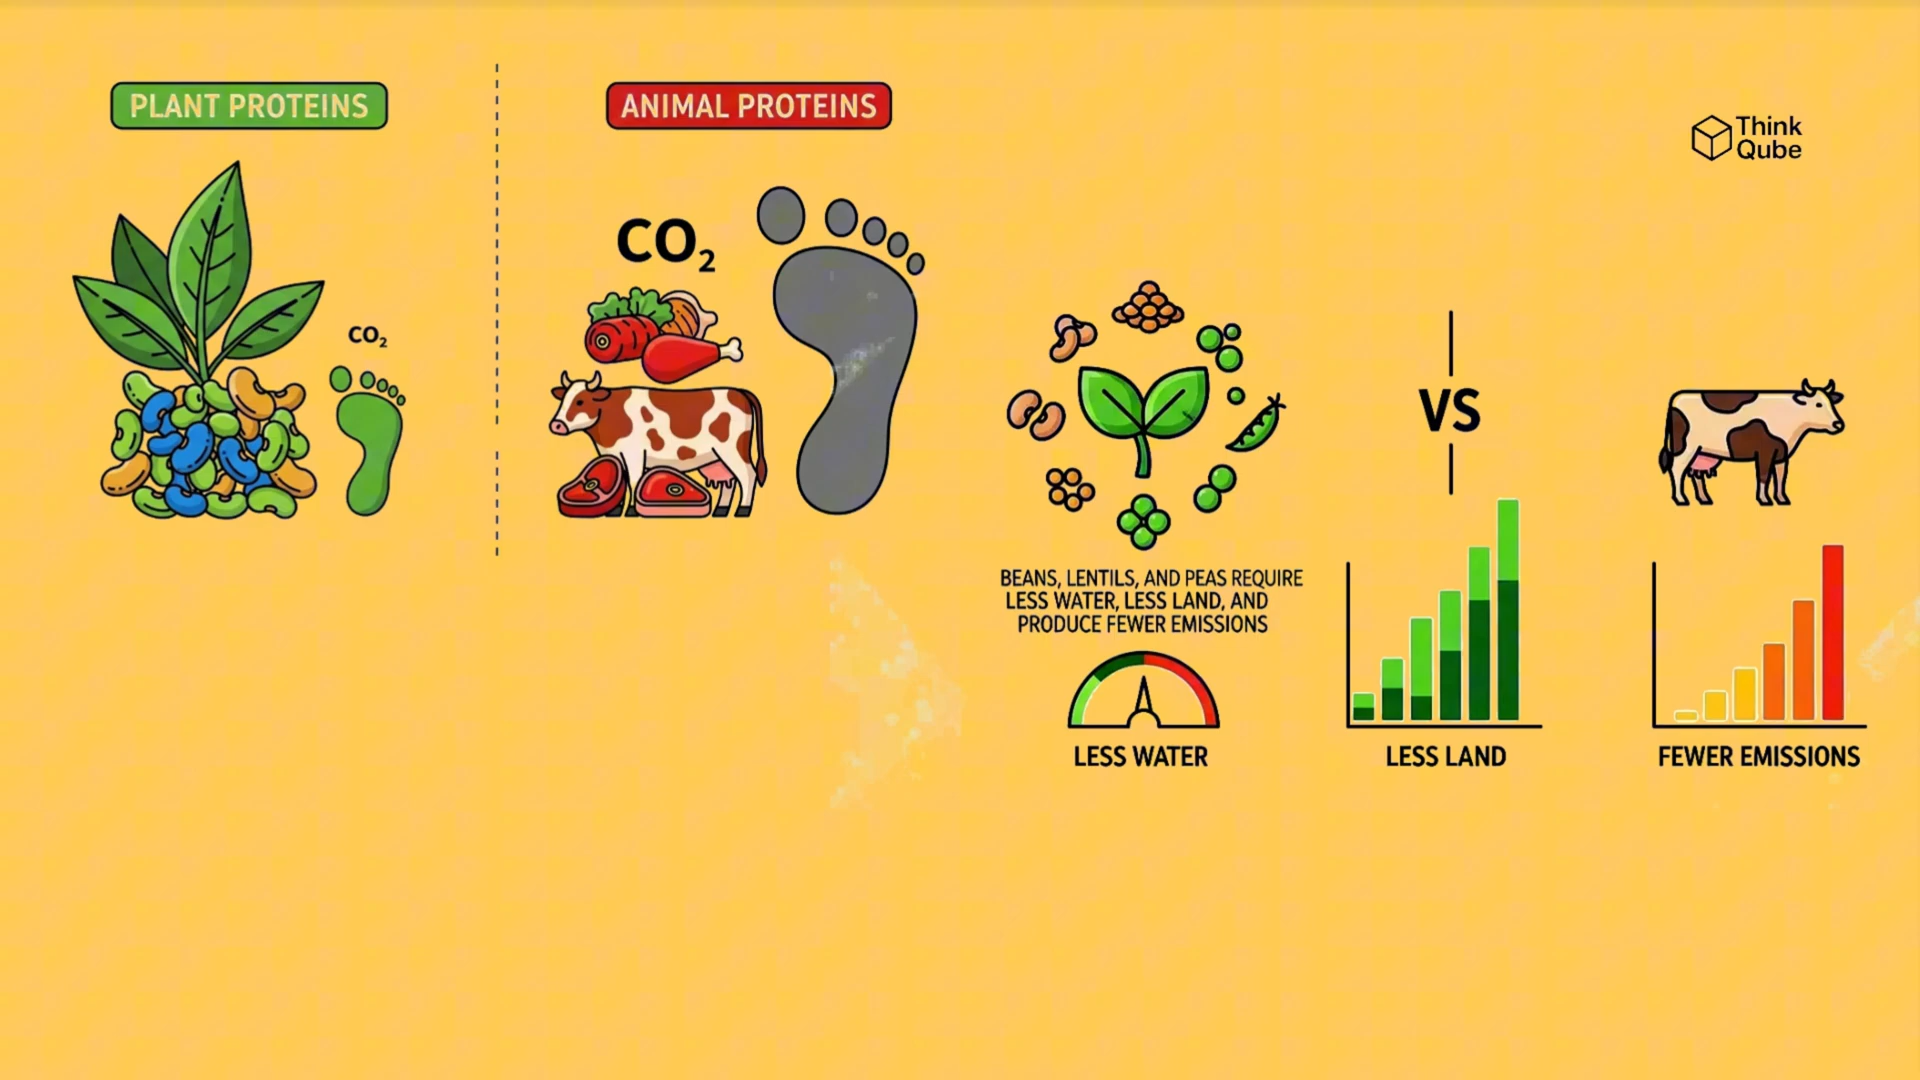 PLANT PROTEINS
CO₂
ANIMAL PROTEINS
CO₂
Think
Qube
BEANS, LENTILS, AND PEAS REQUIRE
LESS WATER, LESS LAND, AND
PRODUCE FEWER EMISSIONS
VS
LESS WATER
LESS LAND
FEWER EMISSIONS